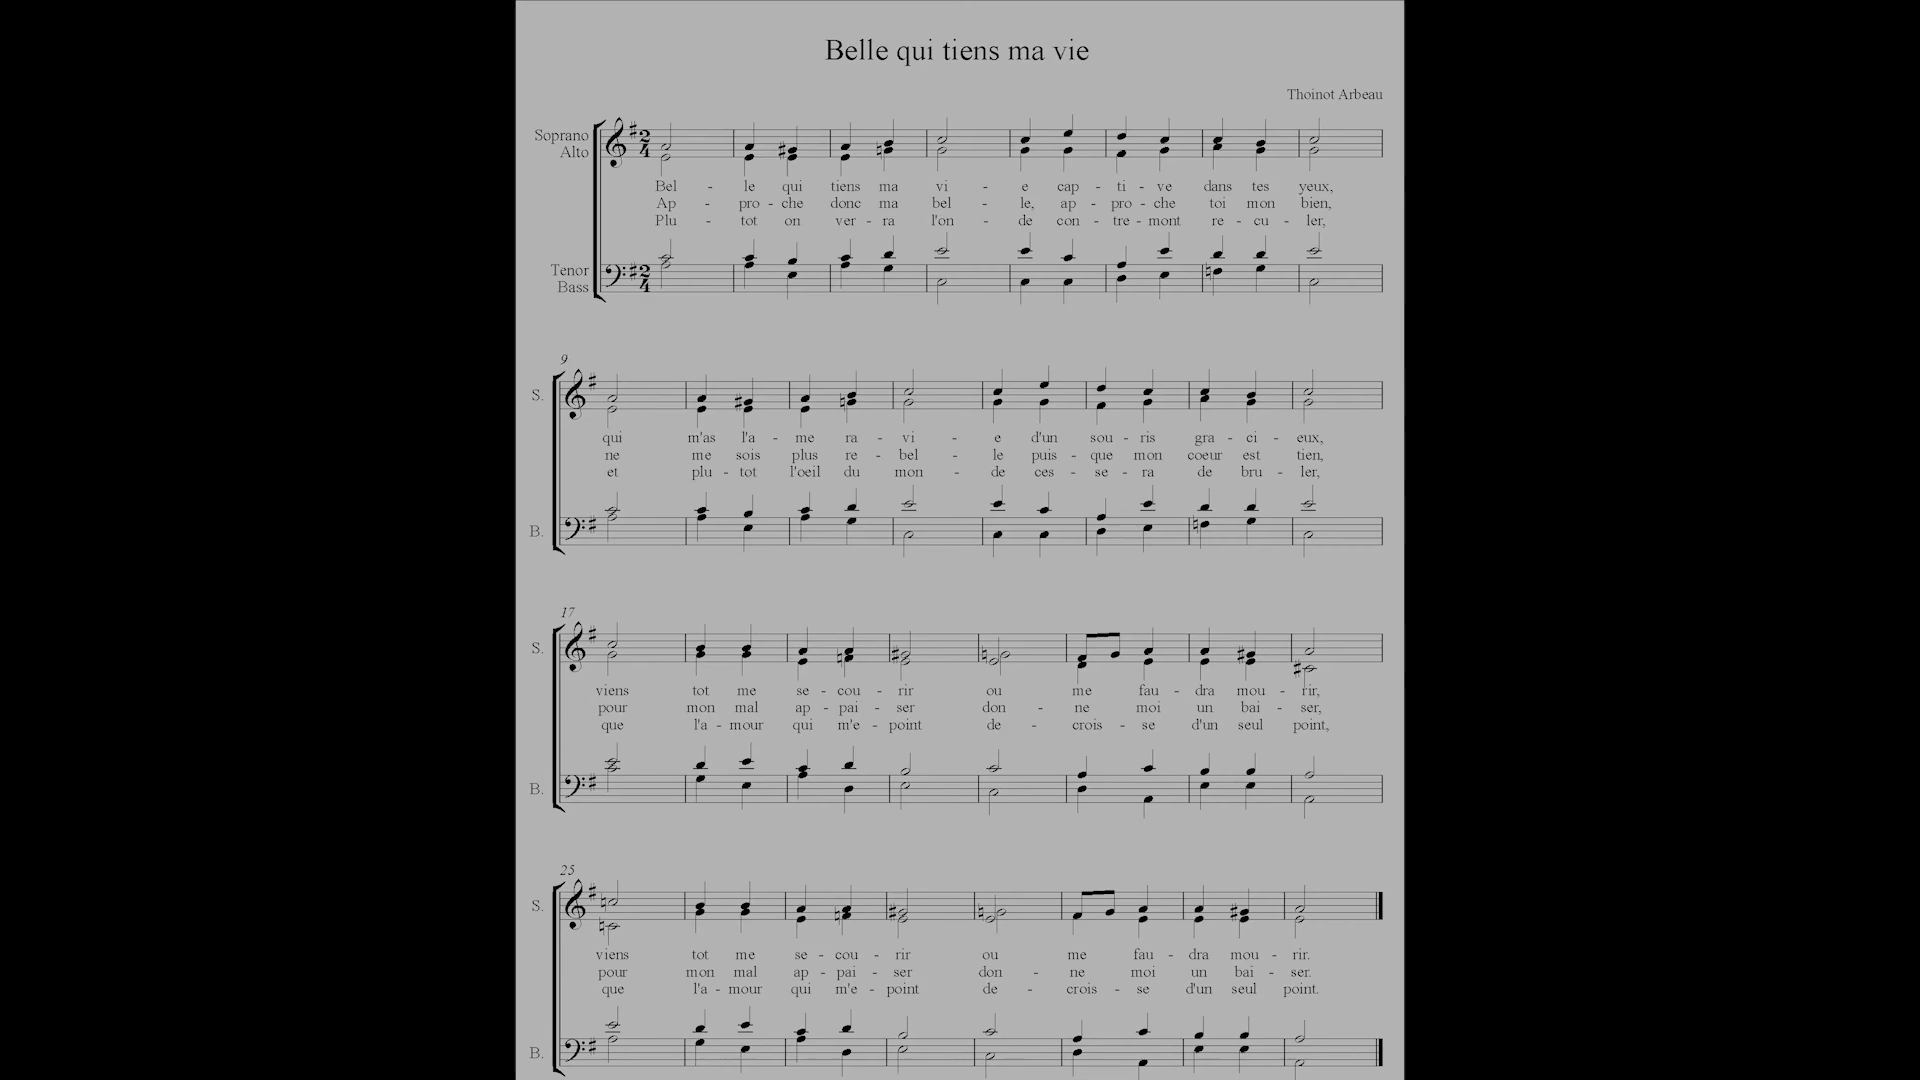 Belle qui tiens ma vie
Thoinot Arbeau
Soprano
Alto
Bel - le qui tiens ma vi - e cap - ti - ve dans tes yeux,
Ap - pro - che donc ma bel - le, ap - pro - che toi mon bien,
Plu - tot on ver - ra l'on - de con - tre - mont re - cu - ler,
Tenor
Bass
9
S.
qui m'as l'a - me ra - vi - e d'un sou - ris gra - ci - eux,
ne me sois plus re - bel - le puis - que mon coeur est tien,
et plu - tot l'oeil du mon - de ces - se - ra de bru - ler,
B.
17
S.
viens tot me se - cou - rir ou me fau - dra mou - rir,
pour mon mal ap - pai - ser don - ne moi un bai - ser,
que l'a - mour qui m'e - point de - crois - se d'un seul point,
B.
25
S.
viens tot me se - cou - rir ou me fau - dra mou - rir.
pour mon mal ap - pai - ser don - ne moi un bai - ser.
que l'a - mour qui m'e - point de - crois - se d'un seul point.
B.